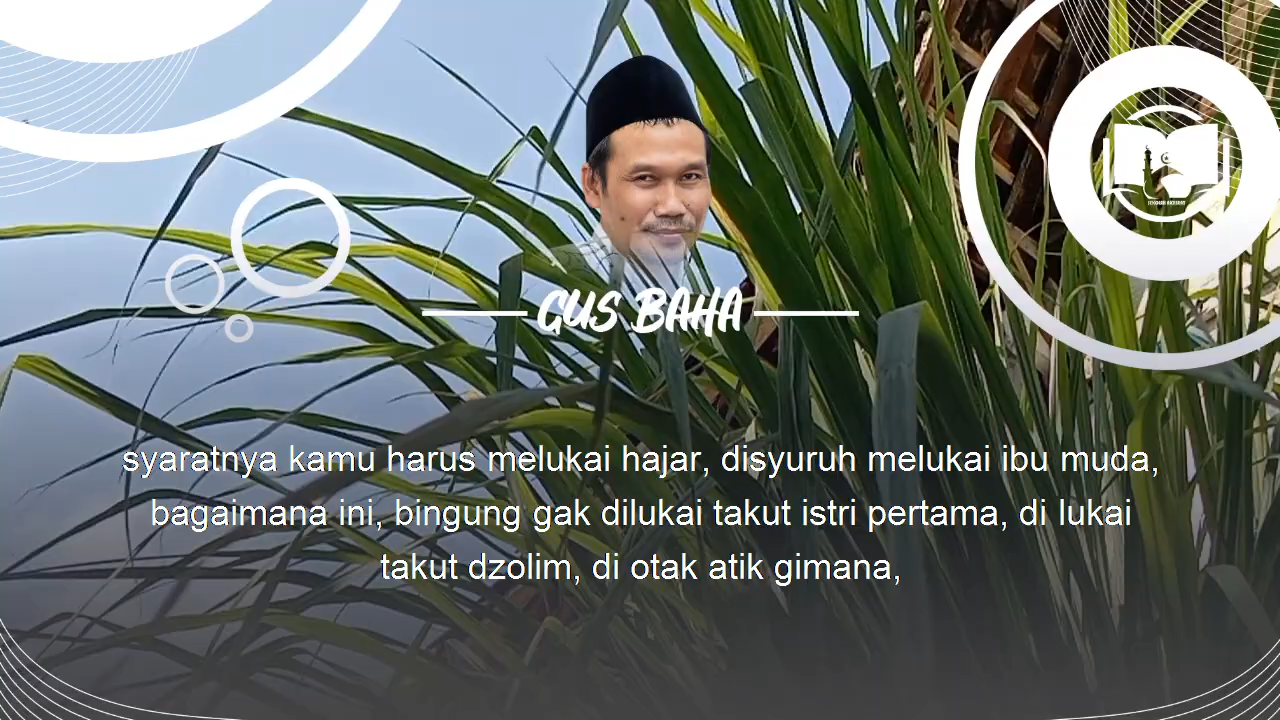 GUS BAHA
syaratnya kamu harus melukai hajar, disyuruh melukai ibu muda,
bagaimana ini, bingung gak dilukai takut istri pertama, di lukai
takut dzolim, di otak atik gimana,